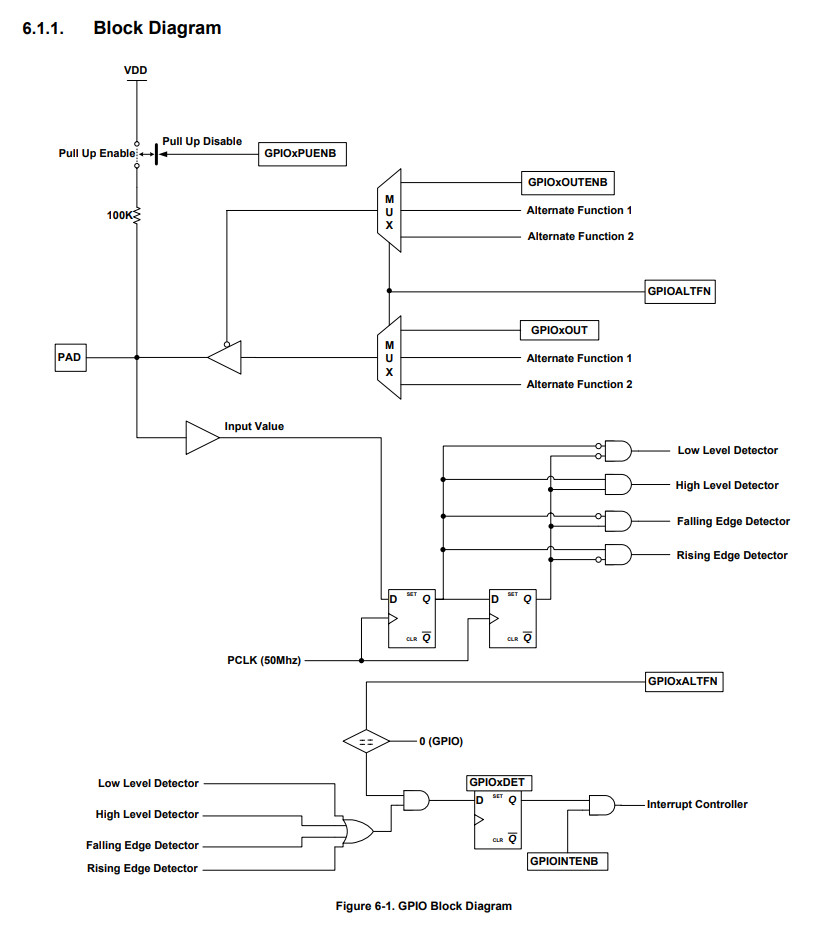 6.1.1. Block Diagram
VDD
Pull Up Disable
Pull Up Enable
GPIOxPUENB
100K
M
U
X
GPIOxOUTENB
Alternate Function 1
Alternate Function 2
GPIOALTFN
PAD
M
U
X
GPIOxOUT
Alternate Function 1
Alternate Function 2
Input Value
Low Level Detector
High Level Detector
Falling Edge Detector
Rising Edge Detector
D SET Q
CLR Q
D SET Q
CLR Q
PCLK (50Mhz)
GPIOxALTFN
== 0 (GPIO)
Low Level Detector
High Level Detector
Falling Edge Detector
Rising Edge Detector
GPIOxDET
D SET Q
CLR Q
Interrupt Controller
GPIOINTENB
Figure 6-1. GPIO Block Diagram